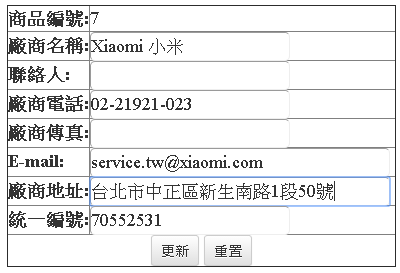 商品編號:7
廠商名稱:Xiaomi 小米
聯絡人:
廠商電話:02-21921-023
廠商傳真:
E-mail: service.tw@xiaomi.com
廠商地址:台北市中正區新生南路1段50號
統一編號:70552531
更新 重置